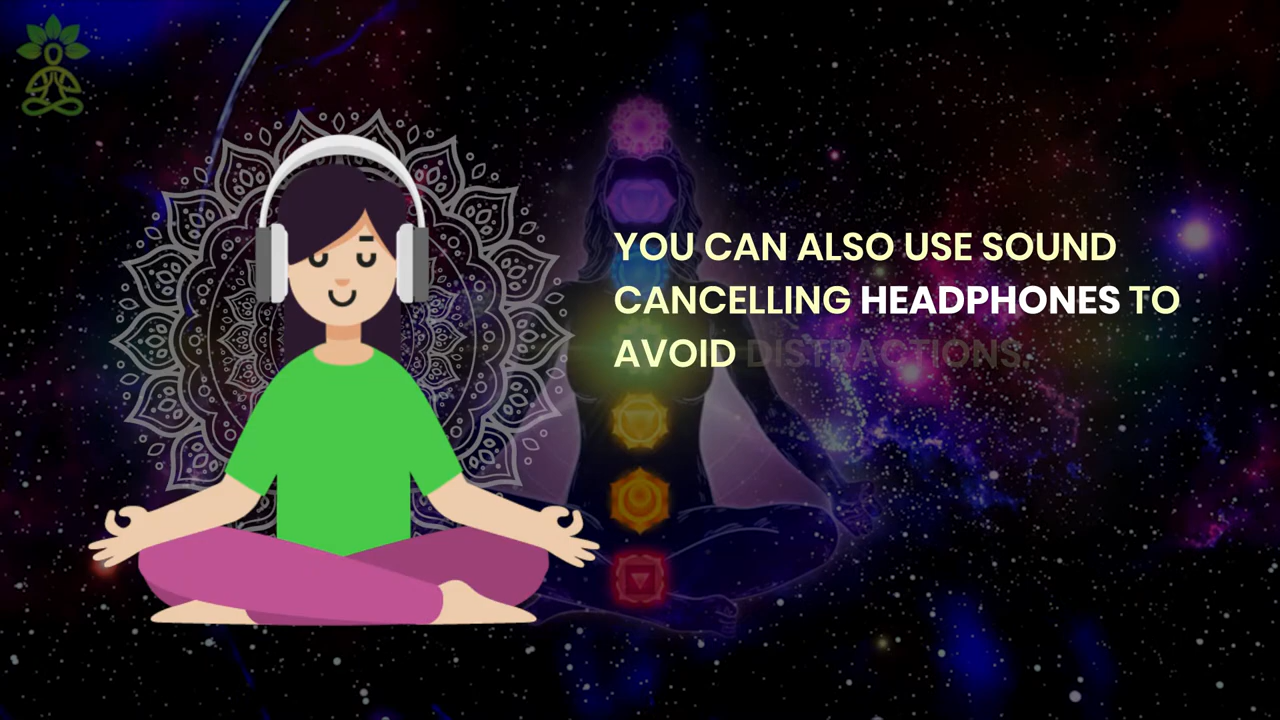 YOU CAN ALSO USE SOUND
CANCELLING HEADPHONES TO
AVOID DISTRACTIONS.